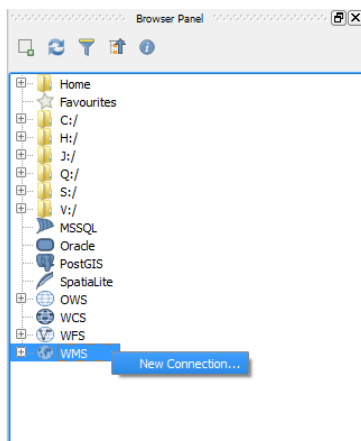 Browser Panel
Home
Favourites
C:/
H:/
J:/
Q:/
S:/
V:/
MSSQL
Oracle
PostGIS
SpatiaLite
OWS
WCS
WFS
WMS
New Connection...